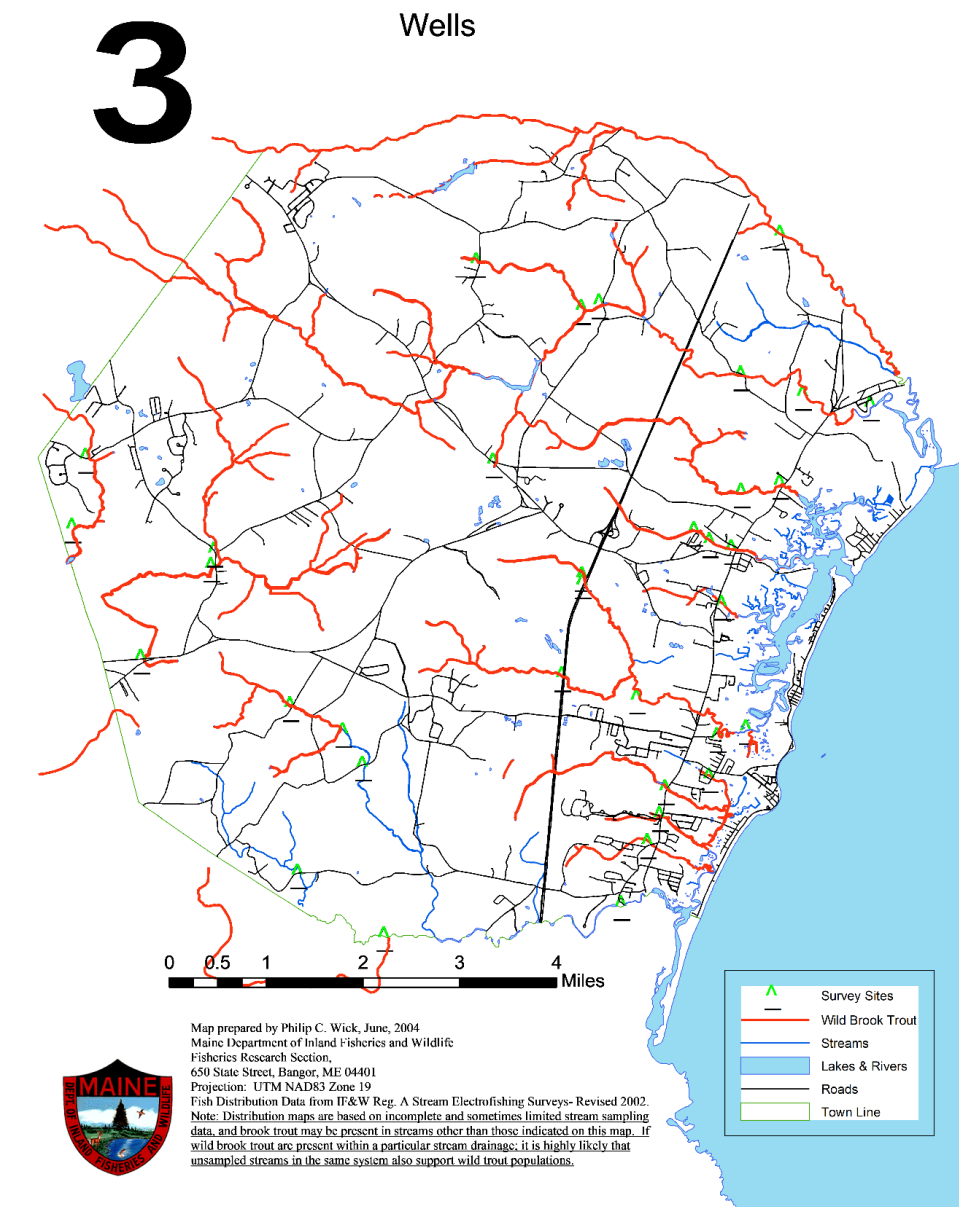 Wells
3
0 0.5 1 2 3 4
Miles
Map prepared by Philip C. Wick, June, 2004
Maine Department of Inland Fisheries and Wildlife
Fisheries Research Section,
650 State Street, Bangor, ME 04401
Projection: UTM NAD83 Zone 19
Fish Distribution Data from IF&W Reg. A Stream Electrofishing Surveys- Revised 2002.
Note: Distribution maps are based on incomplete and sometimes limited stream sampling
data, and brook trout may be present in streams other than those indicated on this map. If
wild brook trout are present within a particular stream drainage; it is highly likely that
unsampled streams in the same system also support wild trout populations.
MAINE
DEPT. OF INLAND FISHERIES AND WILDLIFE
Survey Sites
Wild Brook Trout
Streams
Lakes & Rivers
Roads
Town Line